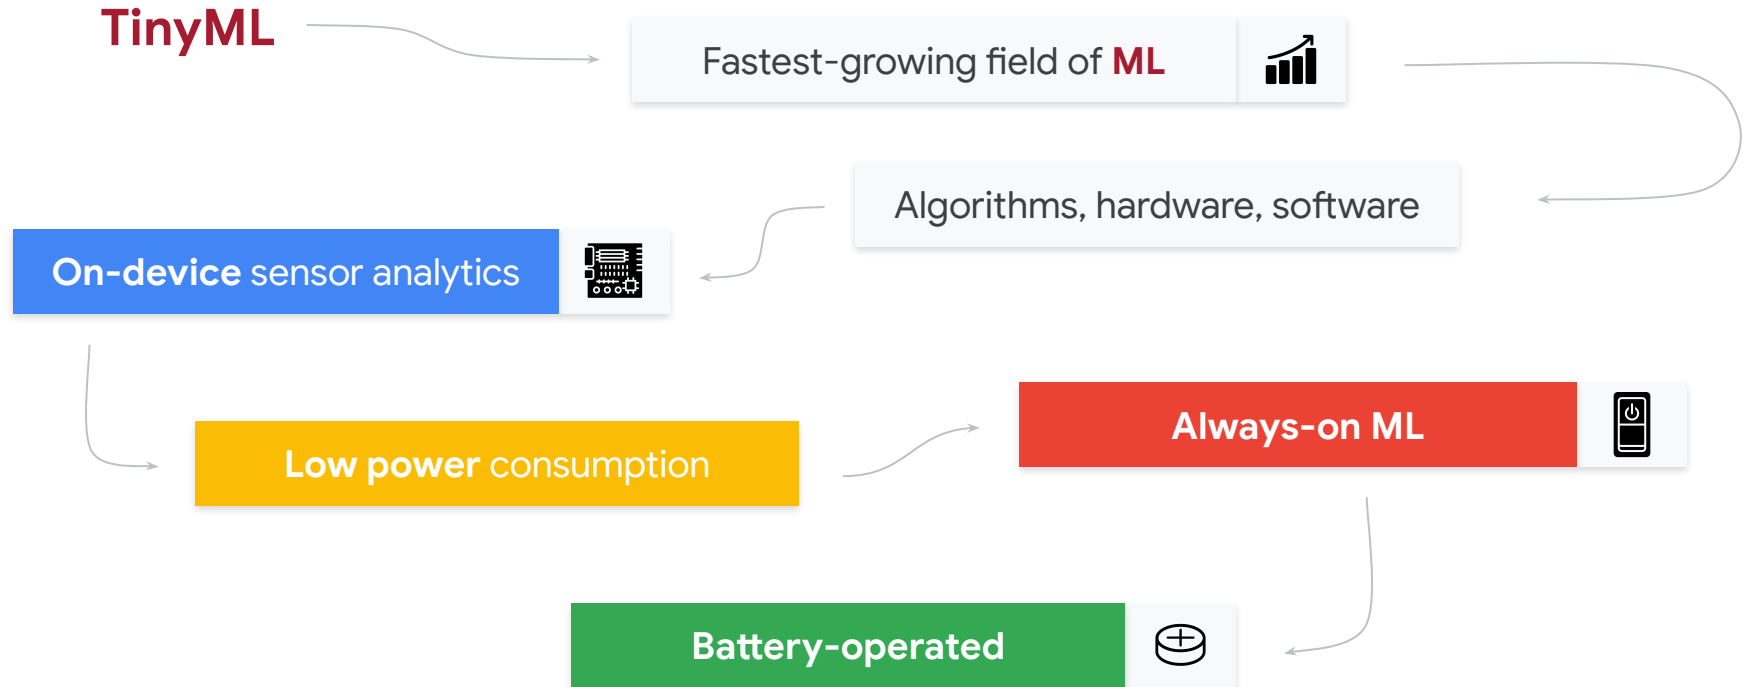 TinyML
Fastest-growing field of ML
Algorithms, hardware, software
On-device sensor analytics
Low power consumption
Always-on ML
Battery-operated